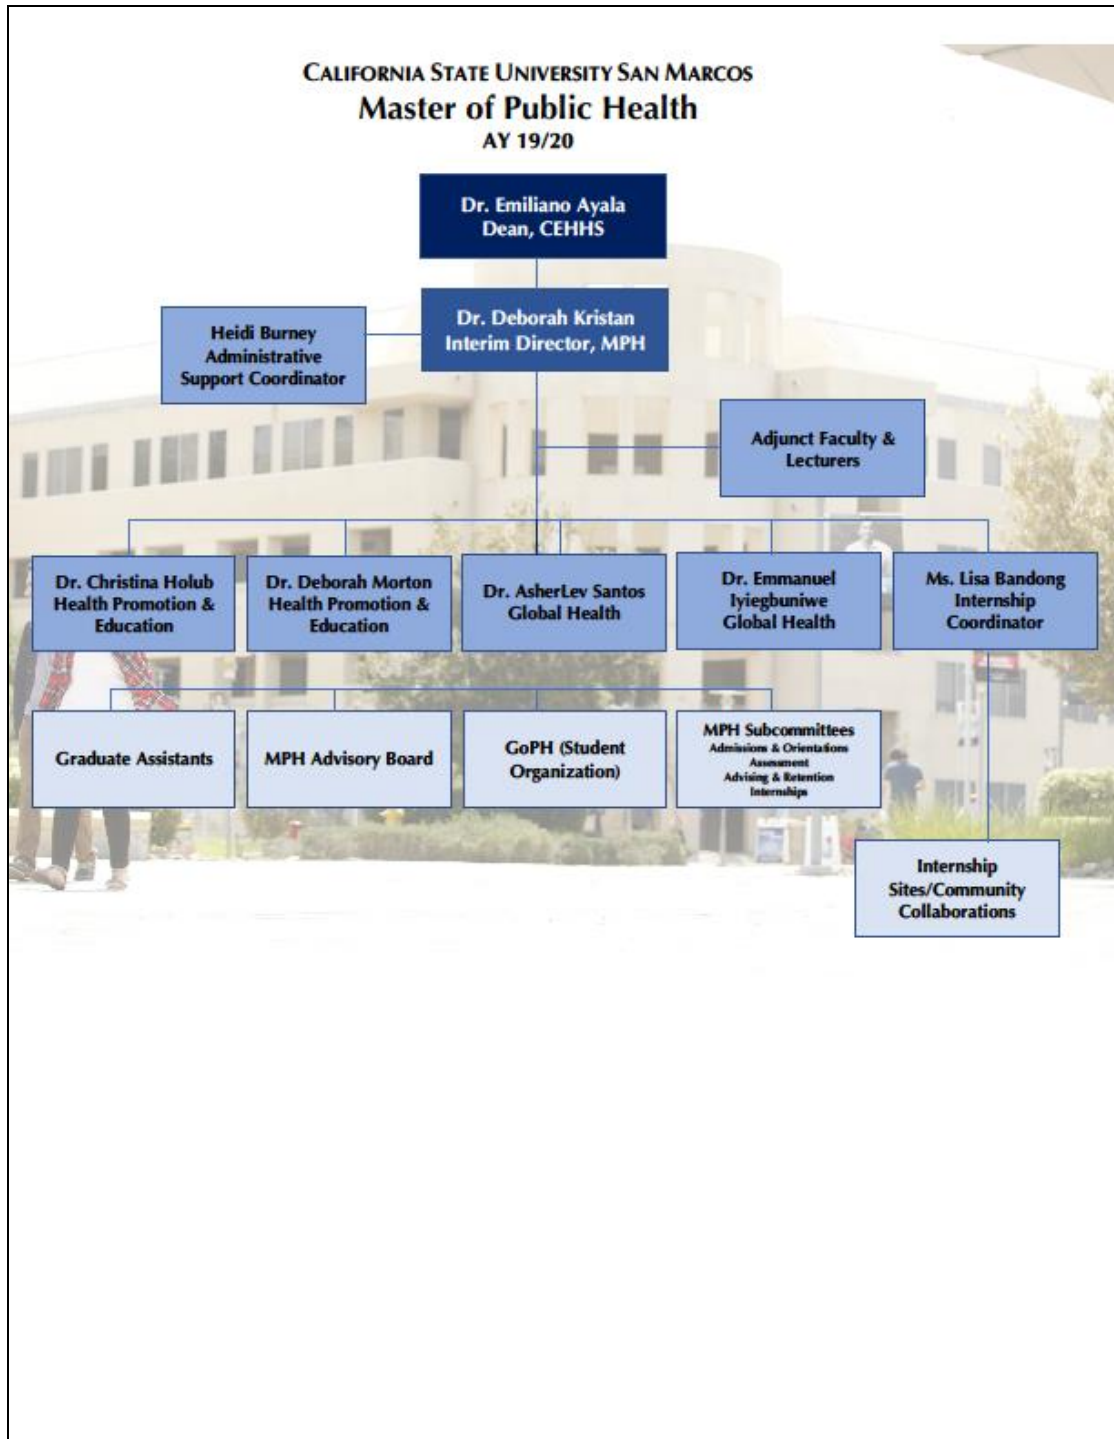 CALIFORNIA STATE UNIVERSITY SAN MARCOS
Master of Public Health
AY 19/20
Dr. Emiliano Ayala
Dean, CEHHS
Dr. Deborah Kristan
Interim Director, MPH
Heidi Burney
Administrative
Support Coordinator
Adjunct Faculty &
Lecturers
Dr. Christina Holub
Health Promotion &
Education
Dr. Deborah Morton
Health Promotion &
Education
Dr. AsherLev Santos
Global Health
Dr. Emmanuel
Iyiegbuniwe
Global Health
Ms. Lisa Bandong
Internship
Coordinator
Graduate Assistants
MPH Advisory Board
GoPH (Student
Organization)
MPH Subcommittees
Admissions & Orientations
Assessment
Advising & Retention
Internships
Internship
Sites/Community
Collaborations